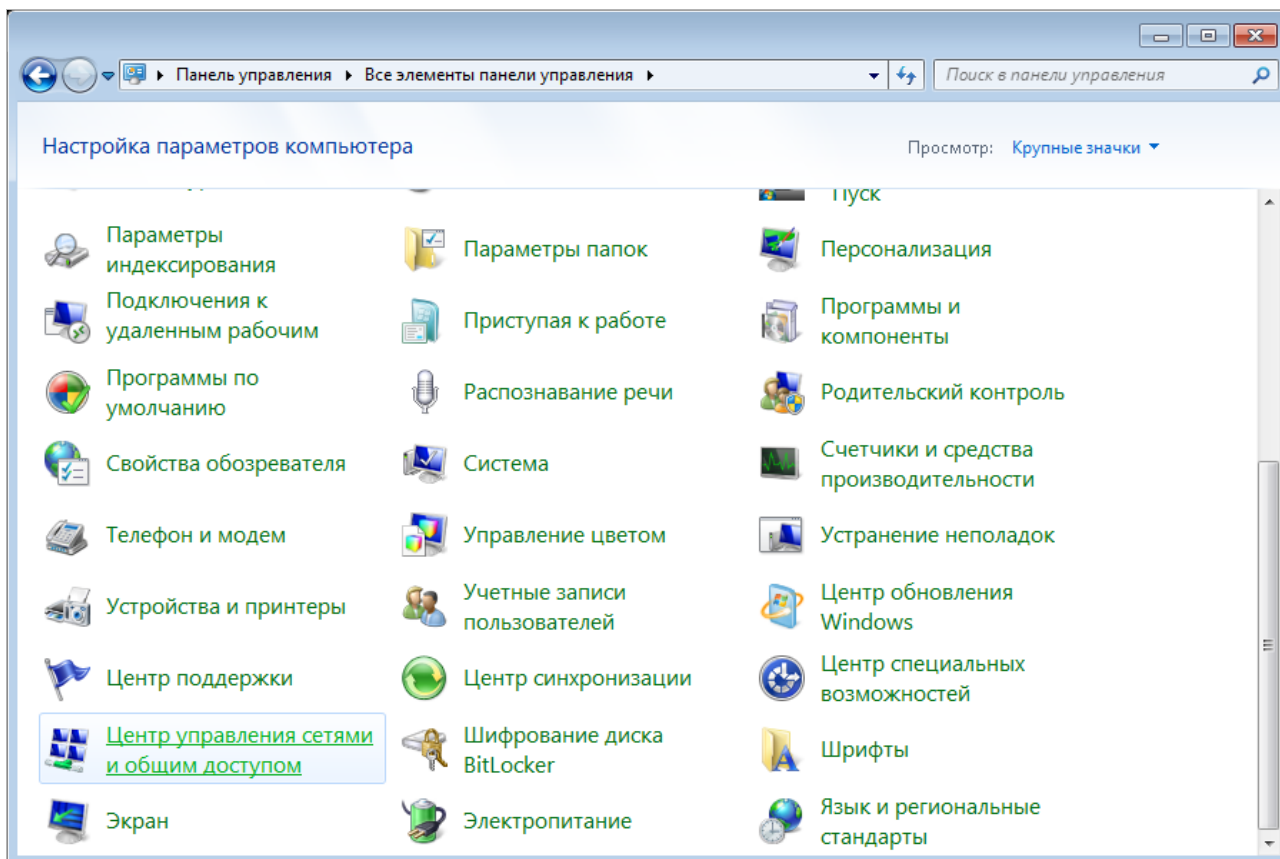 Панель управления
Все элементы панели управления
Поиск в панели управления
Настройка параметров компьютера
Просмотр: Крупные значки
Пуск
Параметры
индексирования
Параметры папок
Персонализация
Подключения к
удаленным рабочим
Приступая к работе
Программы и
компоненты
Программы по
умолчанию
Распознавание речи
Родительский контроль
Свойства обозревателя
Система
Счетчики и средства
производительности
Телефон и модем
Управление цветом
Устранение неполадок
Устройства и принтеры
Учетные записи
пользователей
Центр обновления
Windows
Центр поддержки
Центр синхронизации
Центр специальных
возможностей
Центр управления сетями
и общим доступом
Шифрование диска
BitLocker
Шрифты
Экран
Электропитание
Язык и региональные
стандарты